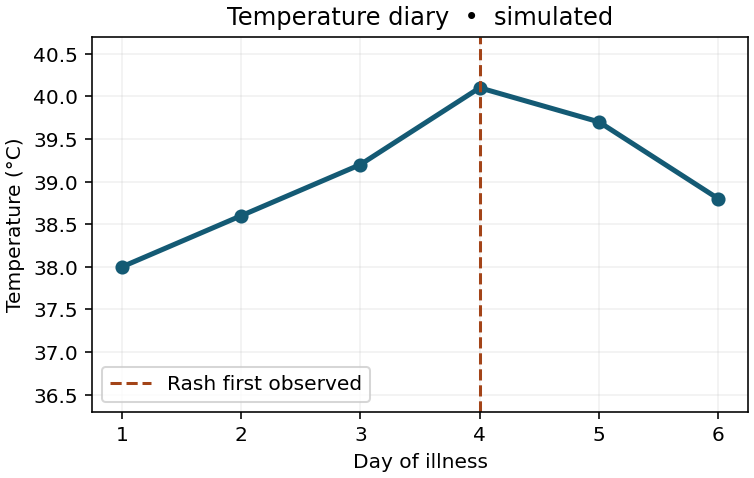 Temperature diary • simulated
Temperature (°C)
40.5
40.0
39.5
39.0
38.5
38.0
37.5
37.0
36.5
Rash first observed
1 2 3 4 5 6
Day of illness